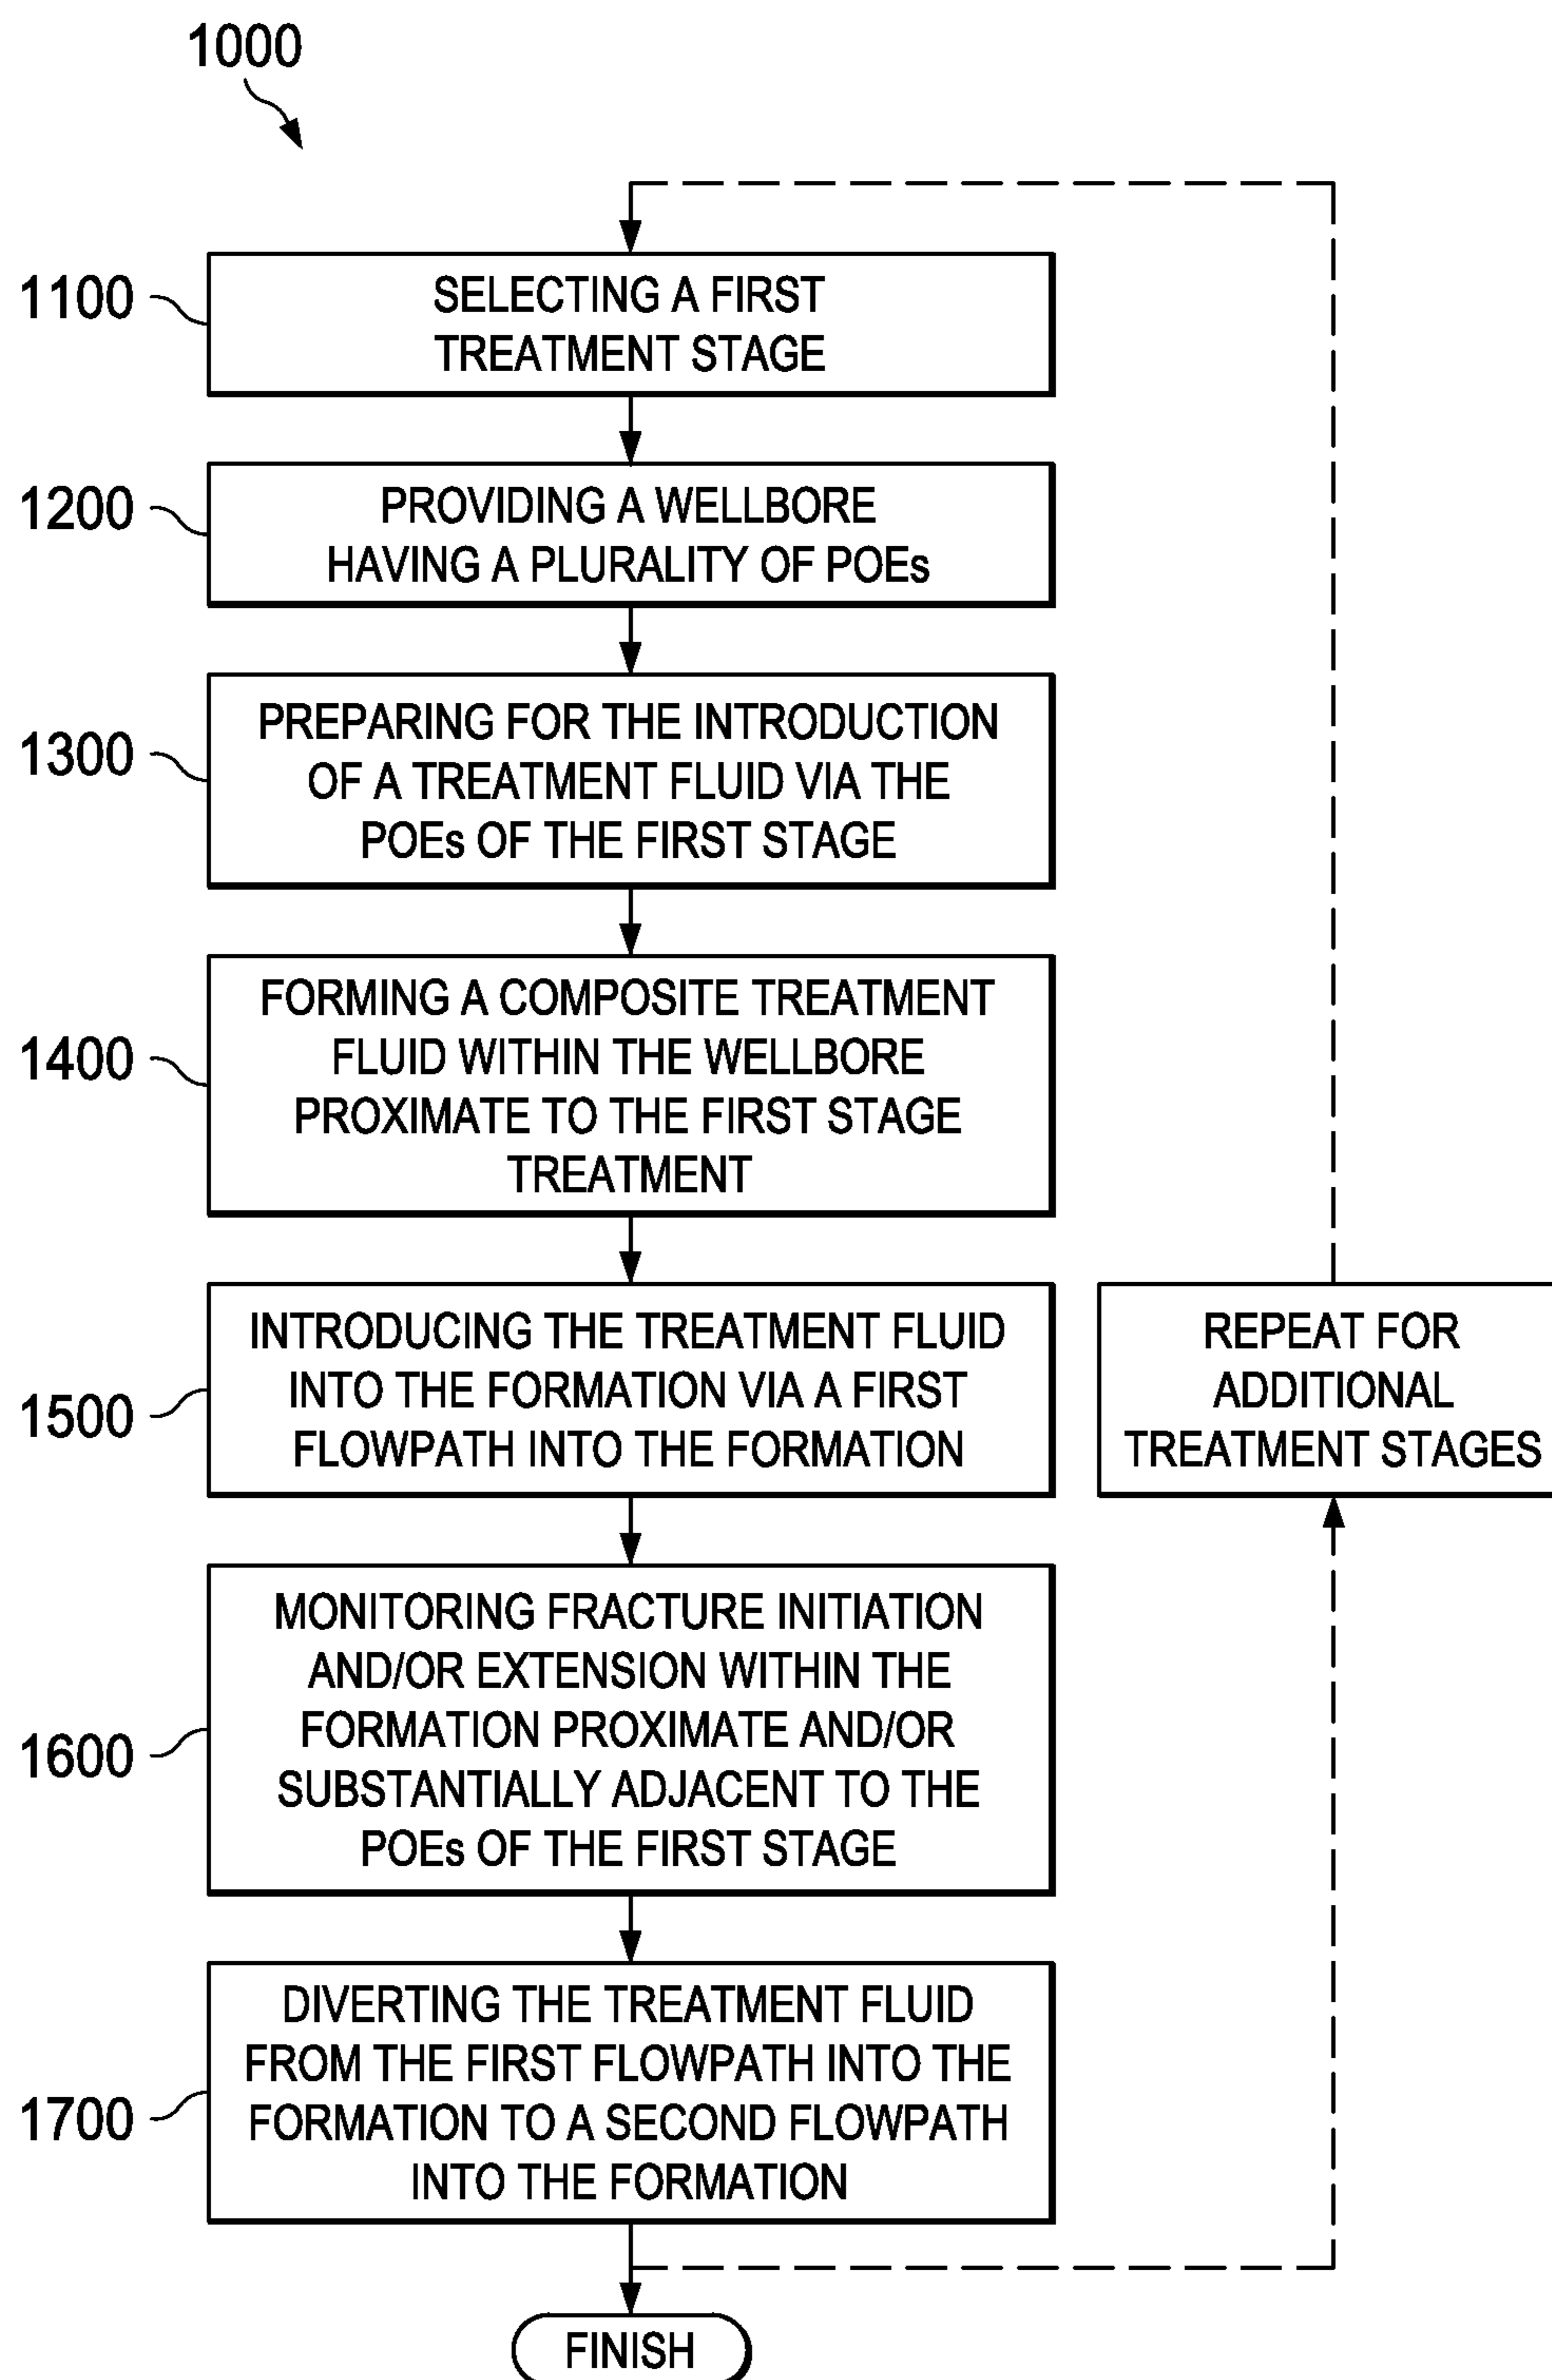 1000
1100
SELECTING A FIRST
TREATMENT STAGE
1200
PROVIDING A WELLBORE
HAVING A PLURALITY OF POEs
1300
PREPARING FOR THE INTRODUCTION
OF A TREATMENT FLUID VIA THE
POEs OF THE FIRST STAGE
1400
FORMING A COMPOSITE TREATMENT
FLUID WITHIN THE WELLBORE
PROXIMATE TO THE FIRST STAGE
TREATMENT
1500
INTRODUCING THE TREATMENT FLUID
INTO THE FORMATION VIA A FIRST
FLOWPATH INTO THE FORMATION
REPEAT FOR
ADDITIONAL
TREATMENT STAGES
1600
MONITORING FRACTURE INITIATION
AND/OR EXTENSION WITHIN THE
FORMATION PROXIMATE AND/OR
SUBSTANTIALLY ADJACENT TO THE
POEs OF THE FIRST STAGE
1700
DIVERTING THE TREATMENT FLUID
FROM THE FIRST FLOWPATH INTO THE
FORMATION TO A SECOND FLOWPATH
INTO THE FORMATION
FINISH